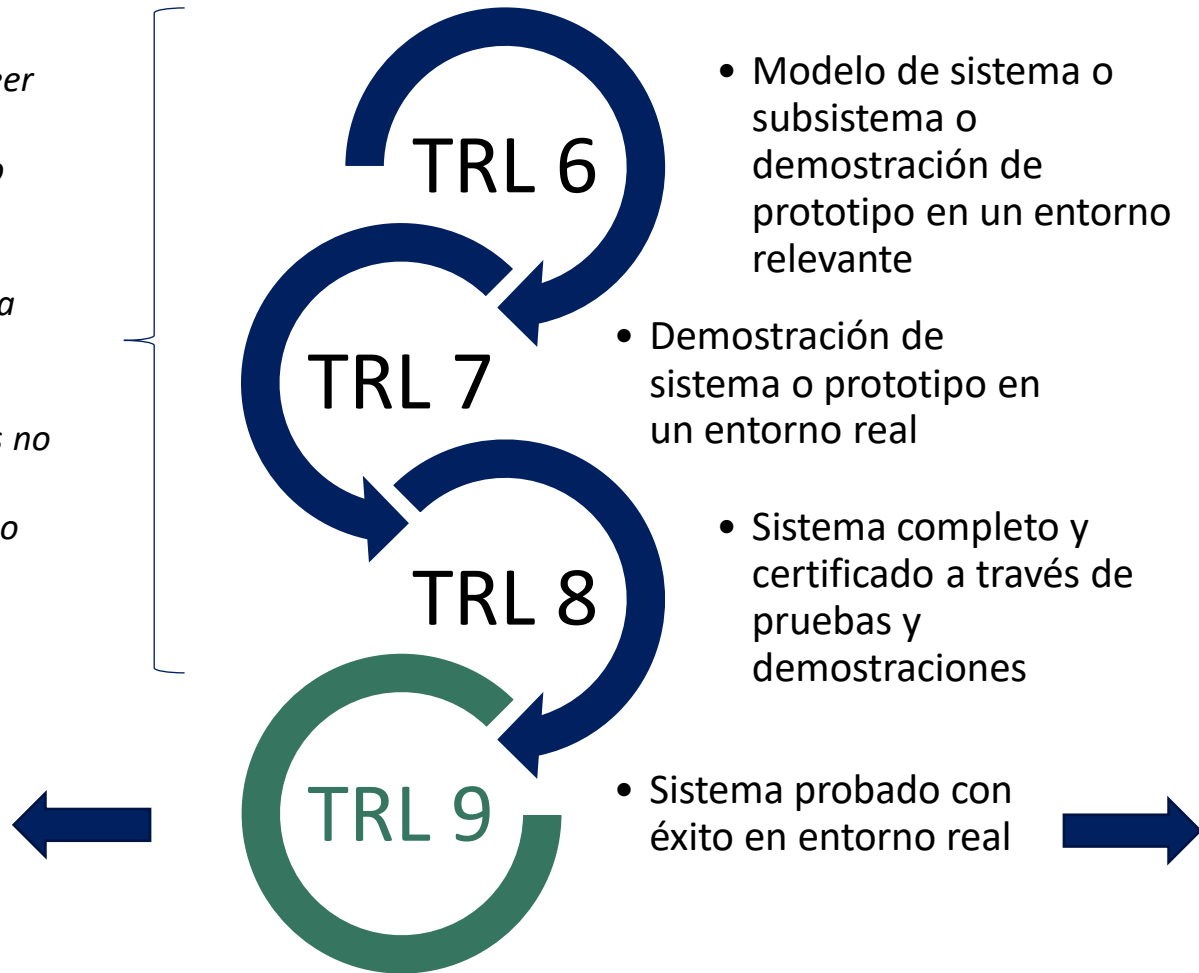 eer
o
a
s no
o
TRL 6
• Modelo de sistema o
subsistema o
demostración de
prototipo en un entorno
relevante
TRL 7
• Demostración de
sistema o prototipo en
un entorno real
TRL 8
• Sistema completo y
certificado a través de
pruebas y
demostraciones
TRL 9
• Sistema probado con
éxito en entorno real